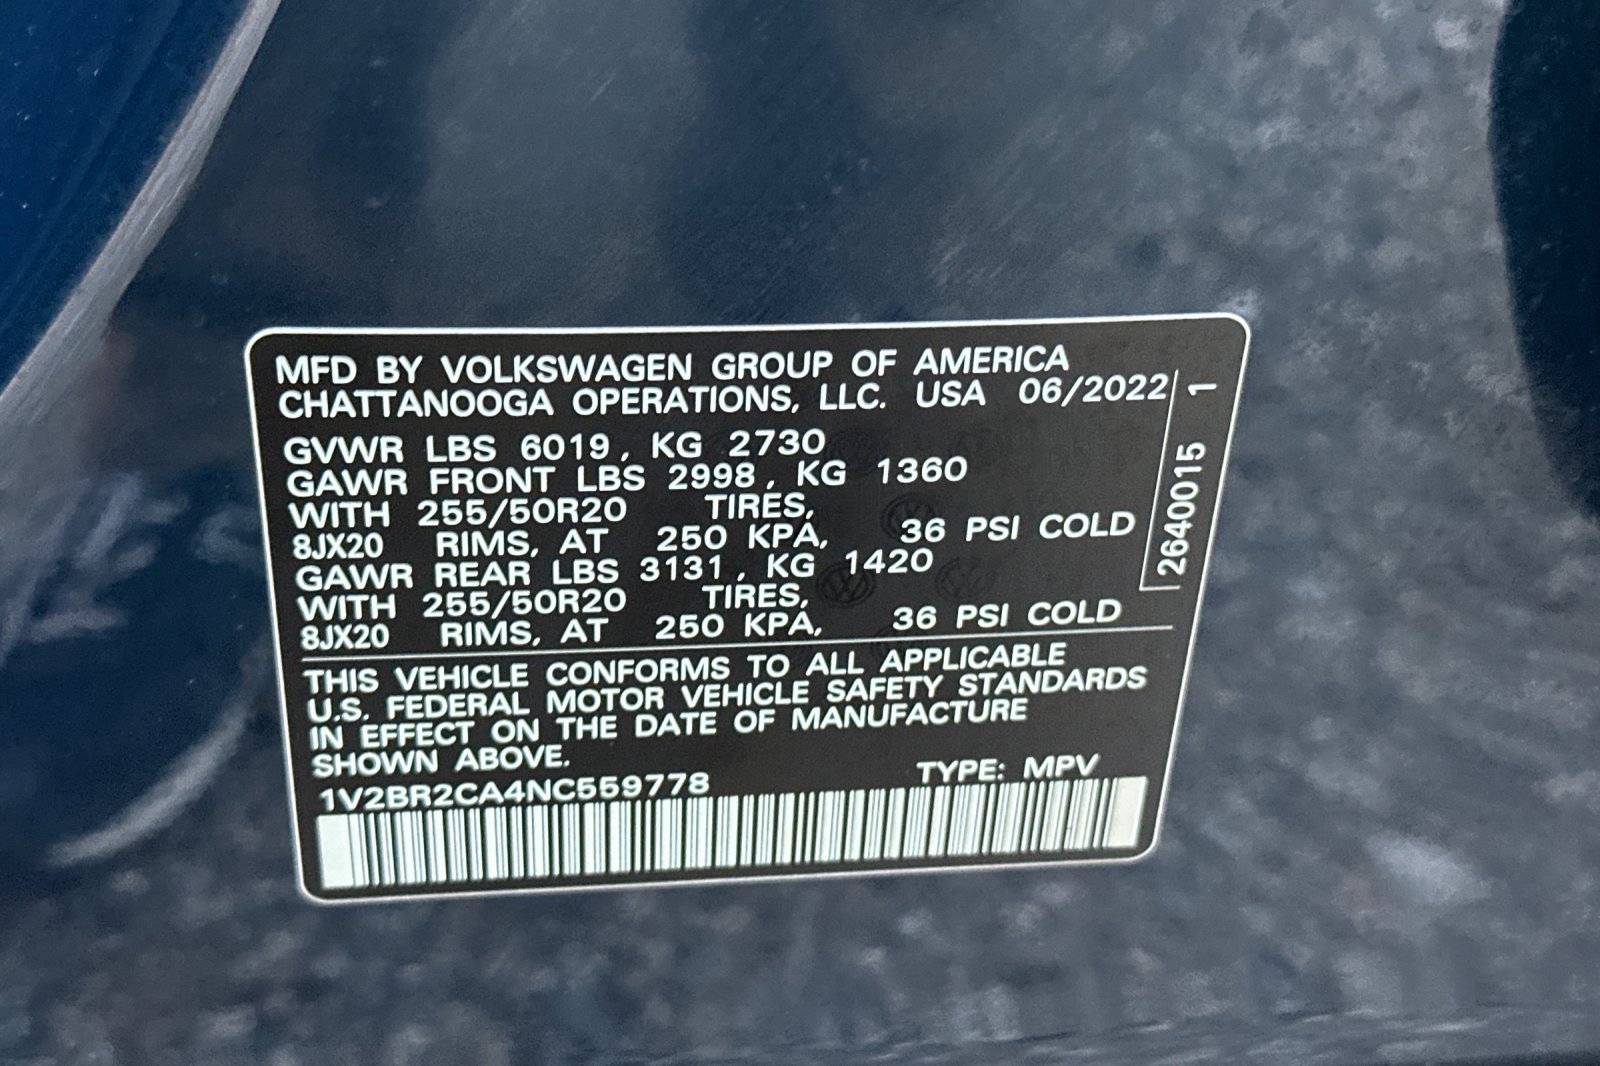 MFD BY VOLKSWAGEN GROUP OF AMERICA
CHATTANOOGA OPERATIONS, LLC. USA 06/2022
GVWR LBS 6019, KG 2730
GAWR FRONT LBS 2998, KG 1360
WITH 255/50R20 TIRES,
8JX20 RIMS, AT 250 KPA, 36 PSI COLD
GAWR REAR LBS 3131, KG 1420
WITH 255/50R20 TIRES,
8JX20 RIMS, AT 250 KPA, 36 PSI COLD
THIS VEHICLE CONFORMS TO ALL APPLICABLE
U.S. FEDERAL MOTOR VEHICLE SAFETY STANDARDS
IN EFFECT ON THE DATE OF MANUFACTURE
SHOWN ABOVE.
1V2BR2CA4NC559778 TYPE: MPV
2640015 1